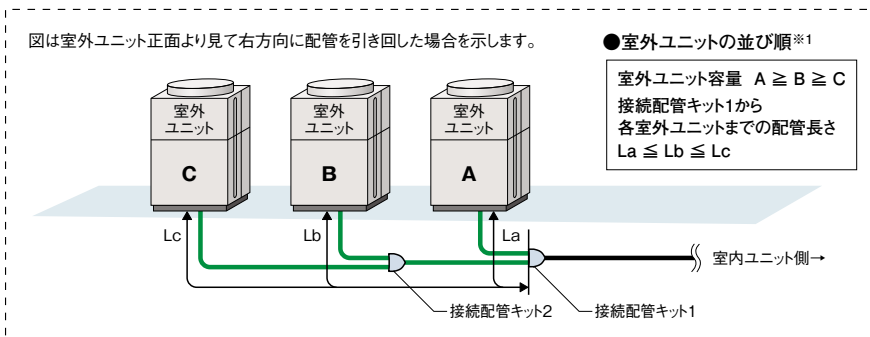 図は室外ユニット正面より見て右方向に配管を引き回した場合を示します。
●室外ユニットの並び順※1
室外ユニット容量 A ≧ B ≧ C
接続配管キット1から
各室外ユニットまでの配管長さ
La ≦ Lb ≦ Lc
室外
ユニット
C
室外
ユニット
B
室外
ユニット
A
Lc
Lb
La
室内ユニット側→
接続配管キット2
接続配管キット1